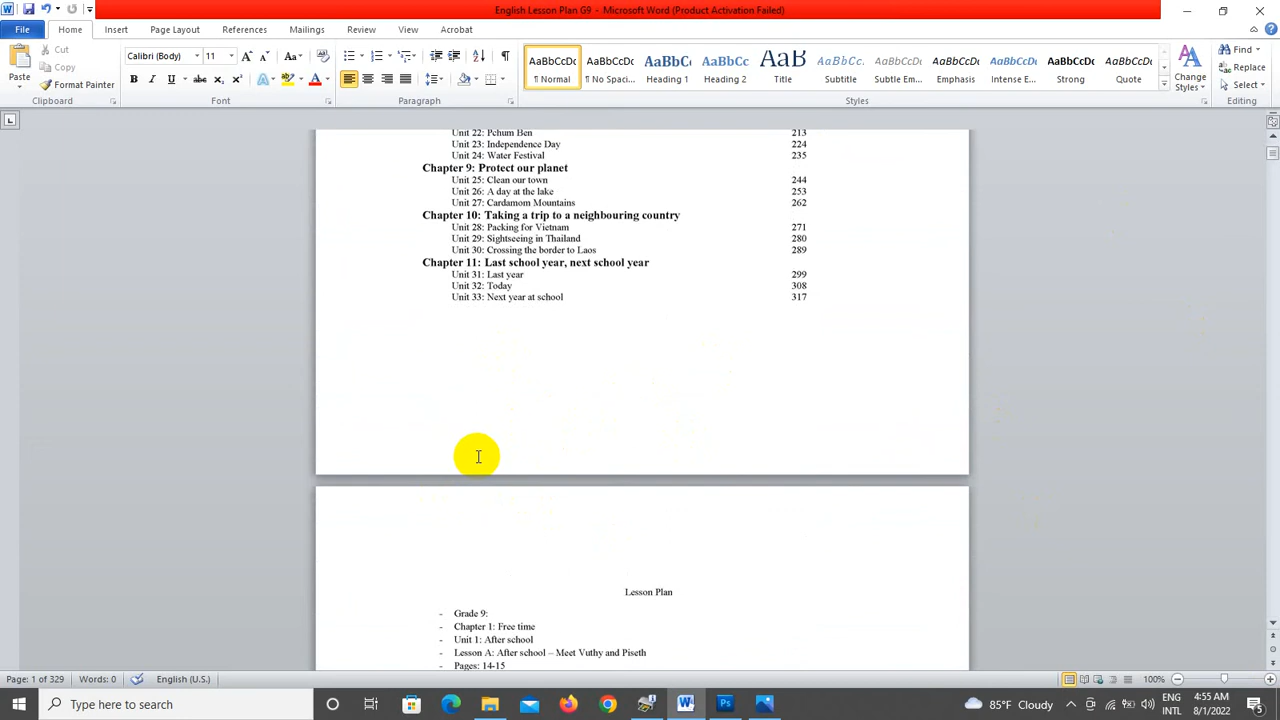 English Lesson Plan G9 - Microsoft Word (Product Activation Failed)
File Home Insert Page Layout References Mailings Review View Acrobat
Cut
Copy
Format Painter
Paste
Clipboard
Calibri (Body) 11
Font
Paragraph
AaBbCcDc AaBbCcDc AaBbC AaBbCc AaB AaBbCc. AaBbCcDc AaBbCcDc AaBbCcDc AaBbCcDc AaBbCcDc
¶ Normal ¶ No Spaci... Heading 1 Heading 2 Title Subtitle Subtle Em... Emphasis Intense E... Strong Quote
Change Styles
Styles
Find
Replace
Select
Editing
Unit 22: Pchum Ben 213
Unit 23: Independence Day 224
Unit 24: Water Festival 235
Chapter 9: Protect our planet
Unit 25: Clean our town 244
Unit 26: A day at the lake 253
Unit 27: Cardamom Mountains 262
Chapter 10: Taking a trip to a neighbouring country
Unit 28: Packing for Vietnam 271
Unit 29: Sightseeing in Thailand 280
Unit 30: Crossing the border to Laos 289
Chapter 11: Last school year, next school year
Unit 31: Last year 299
Unit 32: Today 308
Unit 33: Next year at school 317
Lesson Plan
- Grade 9:
- Chapter 1: Free time
- Unit 1: After school
- Lesson A: After school – Meet Vuthy and Piseth
- Pages: 14-15
Page: 1 of 329 Words: 0 English (U.S.) 100%
Type here to search
85°F Cloudy
ENG
INTL
4:55 AM
8/1/2022
5